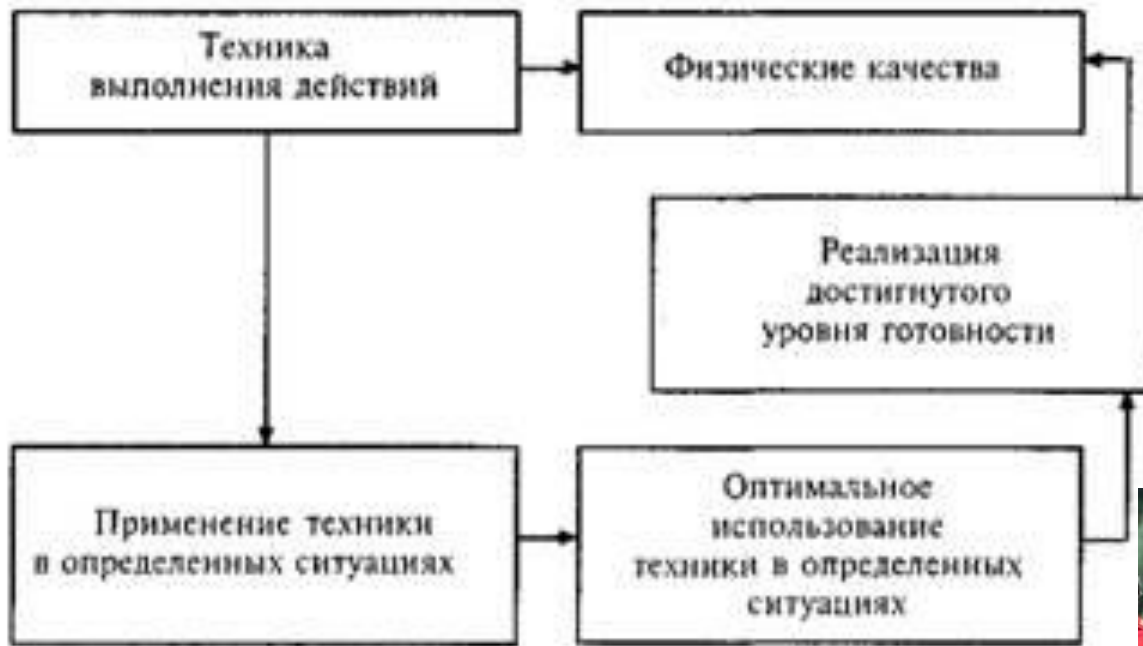 Техника
выполнения действий
Физические качества
Реализация
достигнутого
уровня готовности
Применение техники
в определенных ситуациях
Оптимальное
использование
техники в определенных
ситуациях